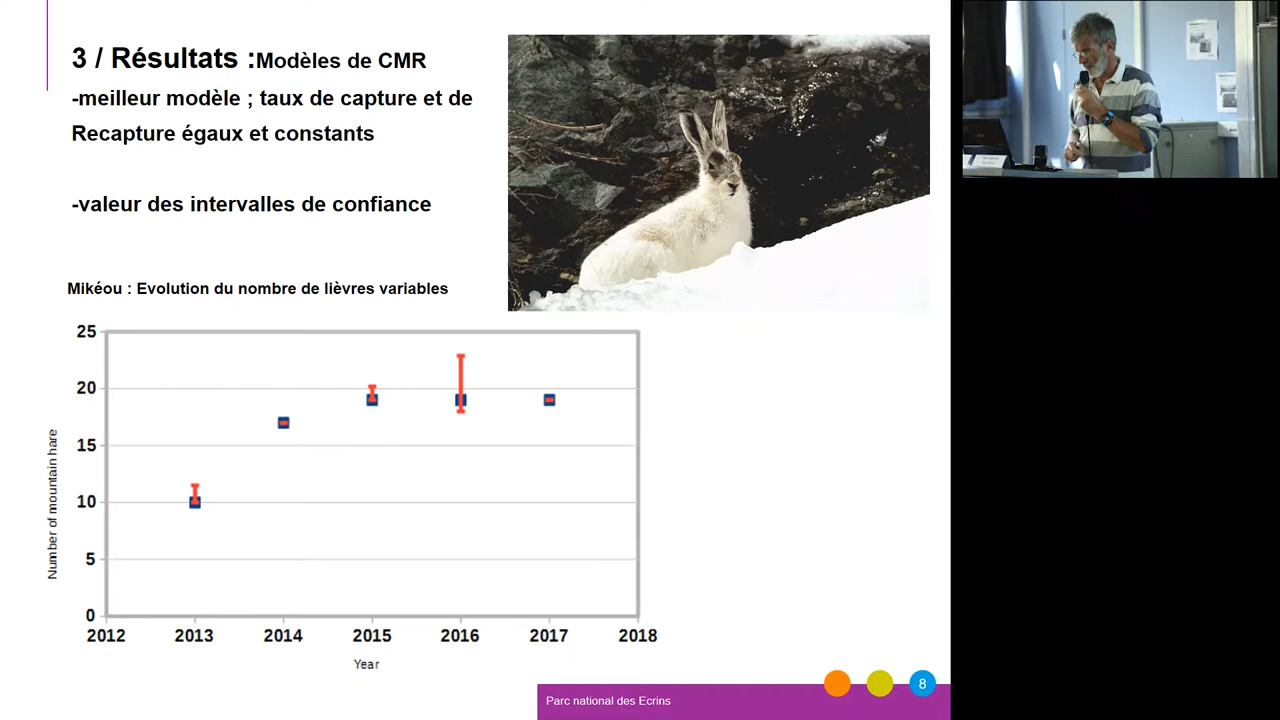 3 / Résultats :Modèles de CMR
-meilleur modèle ; taux de capture et de
Recapture égaux et constants
-valeur des intervalles de confiance
Mikéou : Evolution du nombre de lièvres variables
25
20
15
10
5
0
Number of mountain hare
2012 2013 2014 2015 2016 2017 2018
Year
8
Parc national des Ecrins